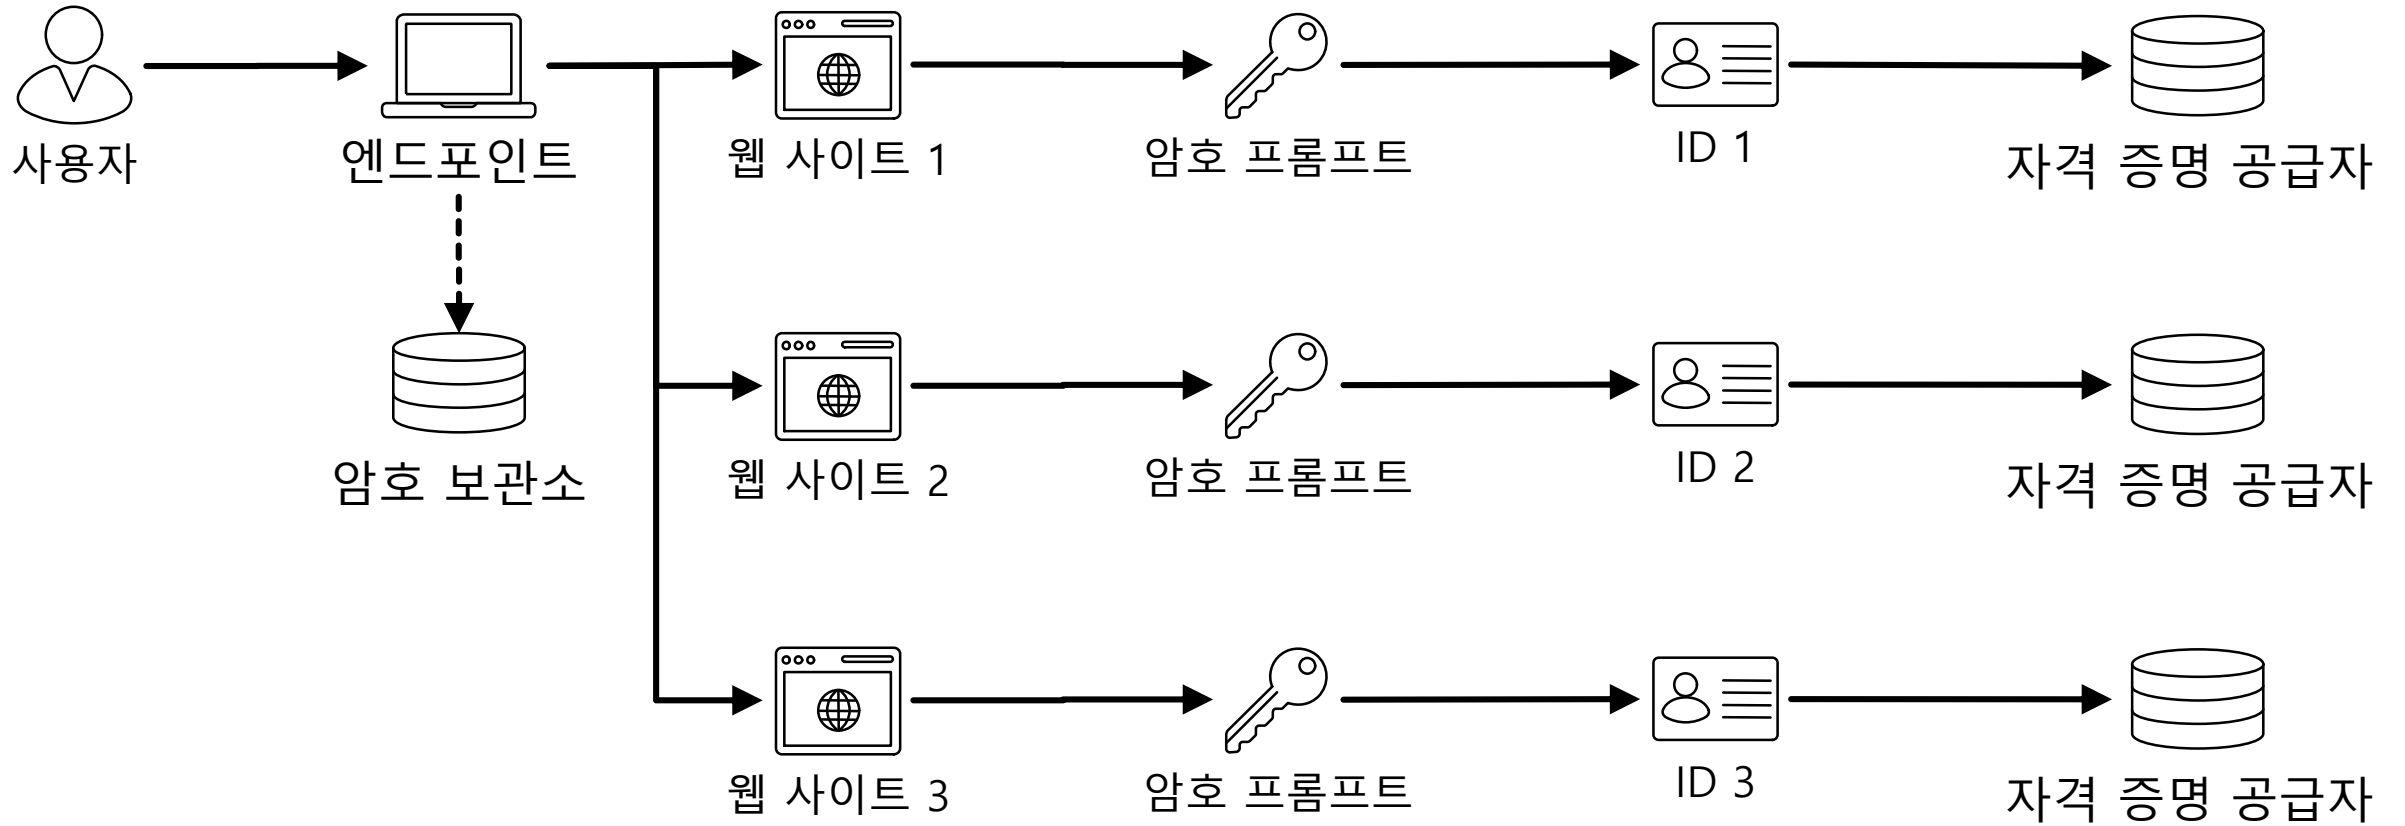 사용자
엔드포인트
웹 사이트 1
암호 프롬프트
ID 1
자격 증명 공급자
암호 보관소
웹 사이트 2
암호 프롬프트
ID 2
자격 증명 공급자
웹 사이트 3
암호 프롬프트
ID 3
자격 증명 공급자